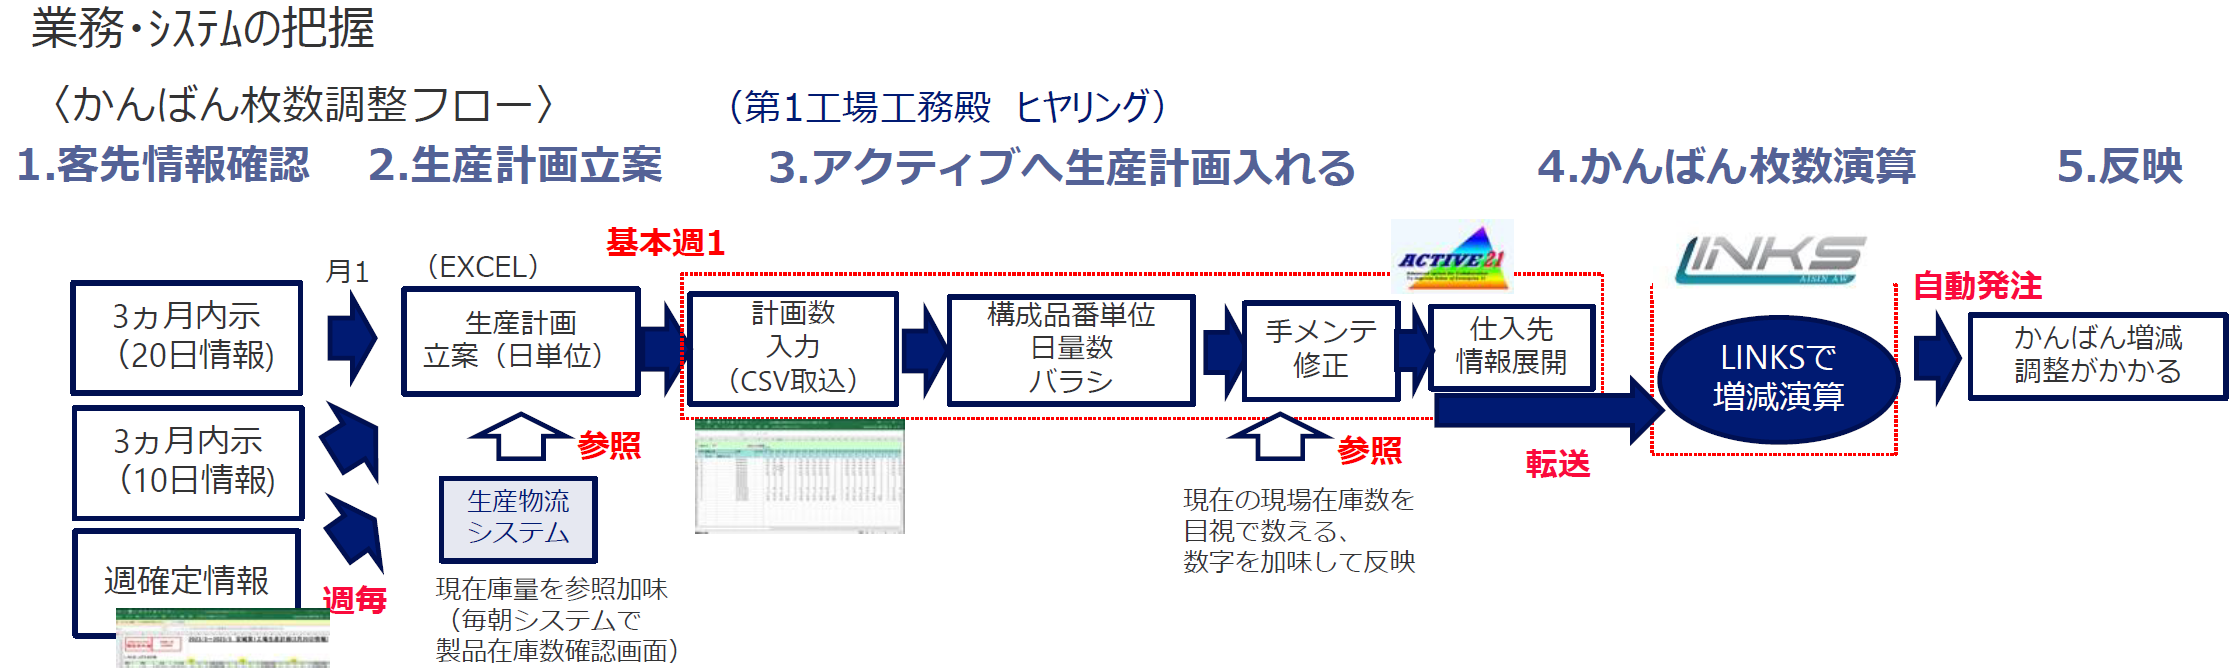 業務・ｼｽﾃﾑの把握
〈かんばん枚数調整フロー〉
（第1工場工務殿　ヒヤリング）
1.客先情報確認
2.生産計画立案
3.アクティブへ生産計画入れる
4.かんばん枚数演算
5.反映
3ヵ月内示
（20日情報)
3ヵ月内示
（10日情報)
週確定情報
月1
週毎
（EXCEL）
生産計画
立案（日単位）
参照
生産物流
システム
現在庫量を参照加味
（毎朝システムで
製品在庫数確認画面）
基本週1
計画数
入力
（CSV取込）
構成品番単位
日量数
バラシ
手メンテ
修正
参照
現在の現場在庫数を
目視で数える、
数字を加味して反映
ACTIVE21
仕入先
情報展開
転送
LINKS
AISIN AW
LINKSで
増減演算
自動発注
かんばん増減
調整がかかる